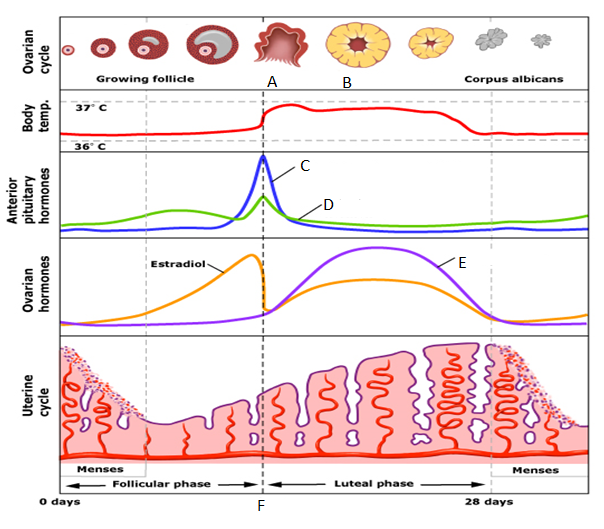 Ovarian
cycle
Growing follicle
Corpus albicans
A
B
Body
temp.
37° C
36° C
Anterior
pituitary
hormones
C
D
Ovarian
hormones
Estradiol
E
Uterine
cycle
Menses
Menses
Follicular phase
Luteal phase
0 days
F
28 days